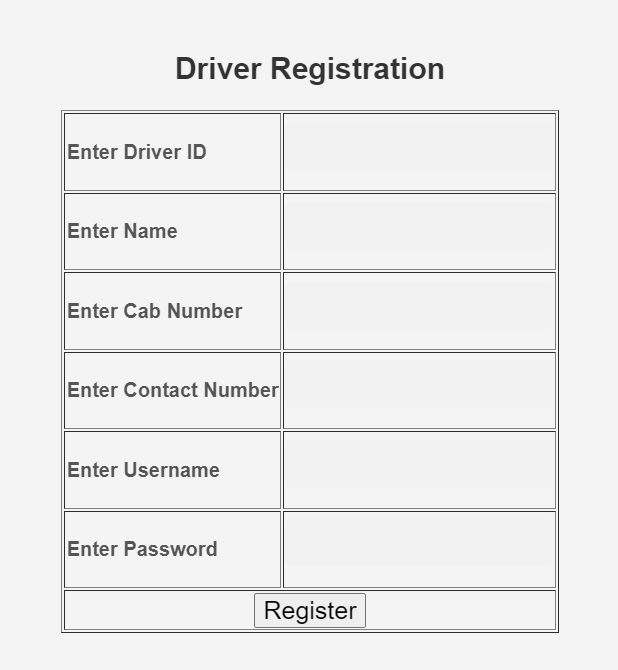 Driver Registration
Enter Driver ID
Enter Name
Enter Cab Number
Enter Contact Number
Enter Username
Enter Password
Register